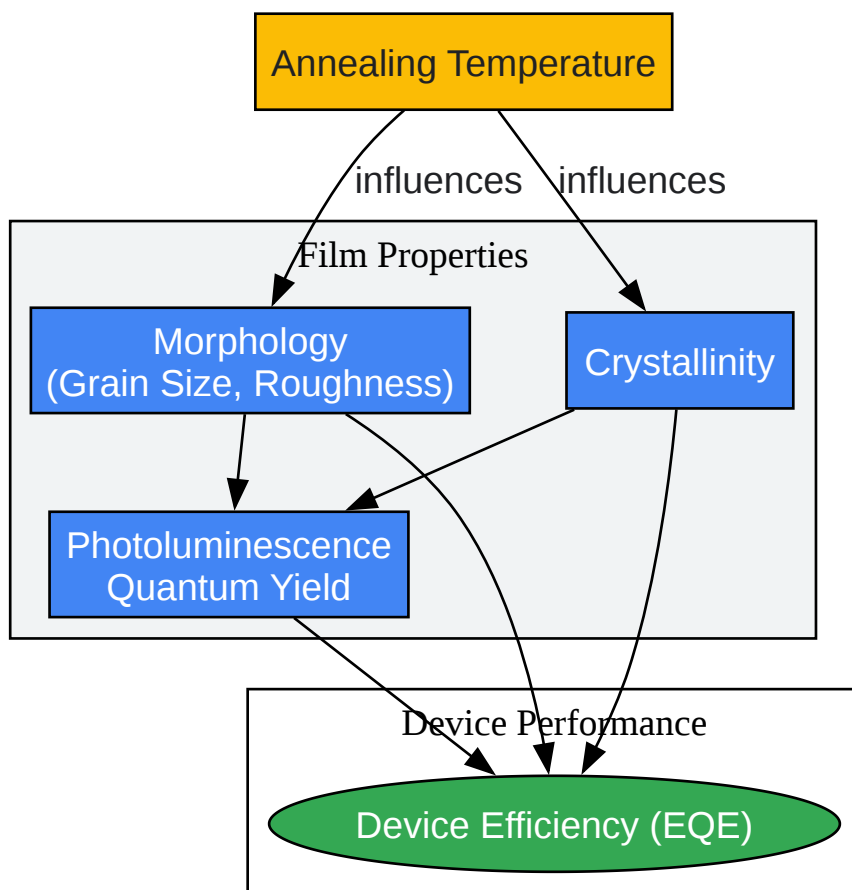 Annealing Temperature
influences
influences
Film Properties
Morphology
(Grain Size, Roughness)
Crystallinity
Photoluminescence
Quantum Yield
Device Performance
Device Efficiency (EQE)